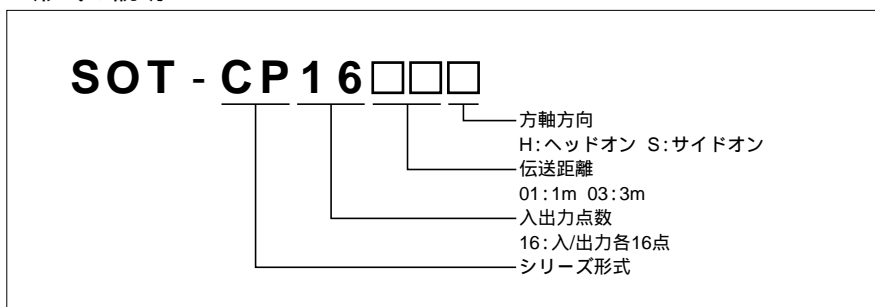 SOT-CP16□□□
方軸方向
H:ヘッドオン S:サイドオン
伝送距離
01:1m 03:3m
入出力点数
16:入/出力各16点
シリーズ形式